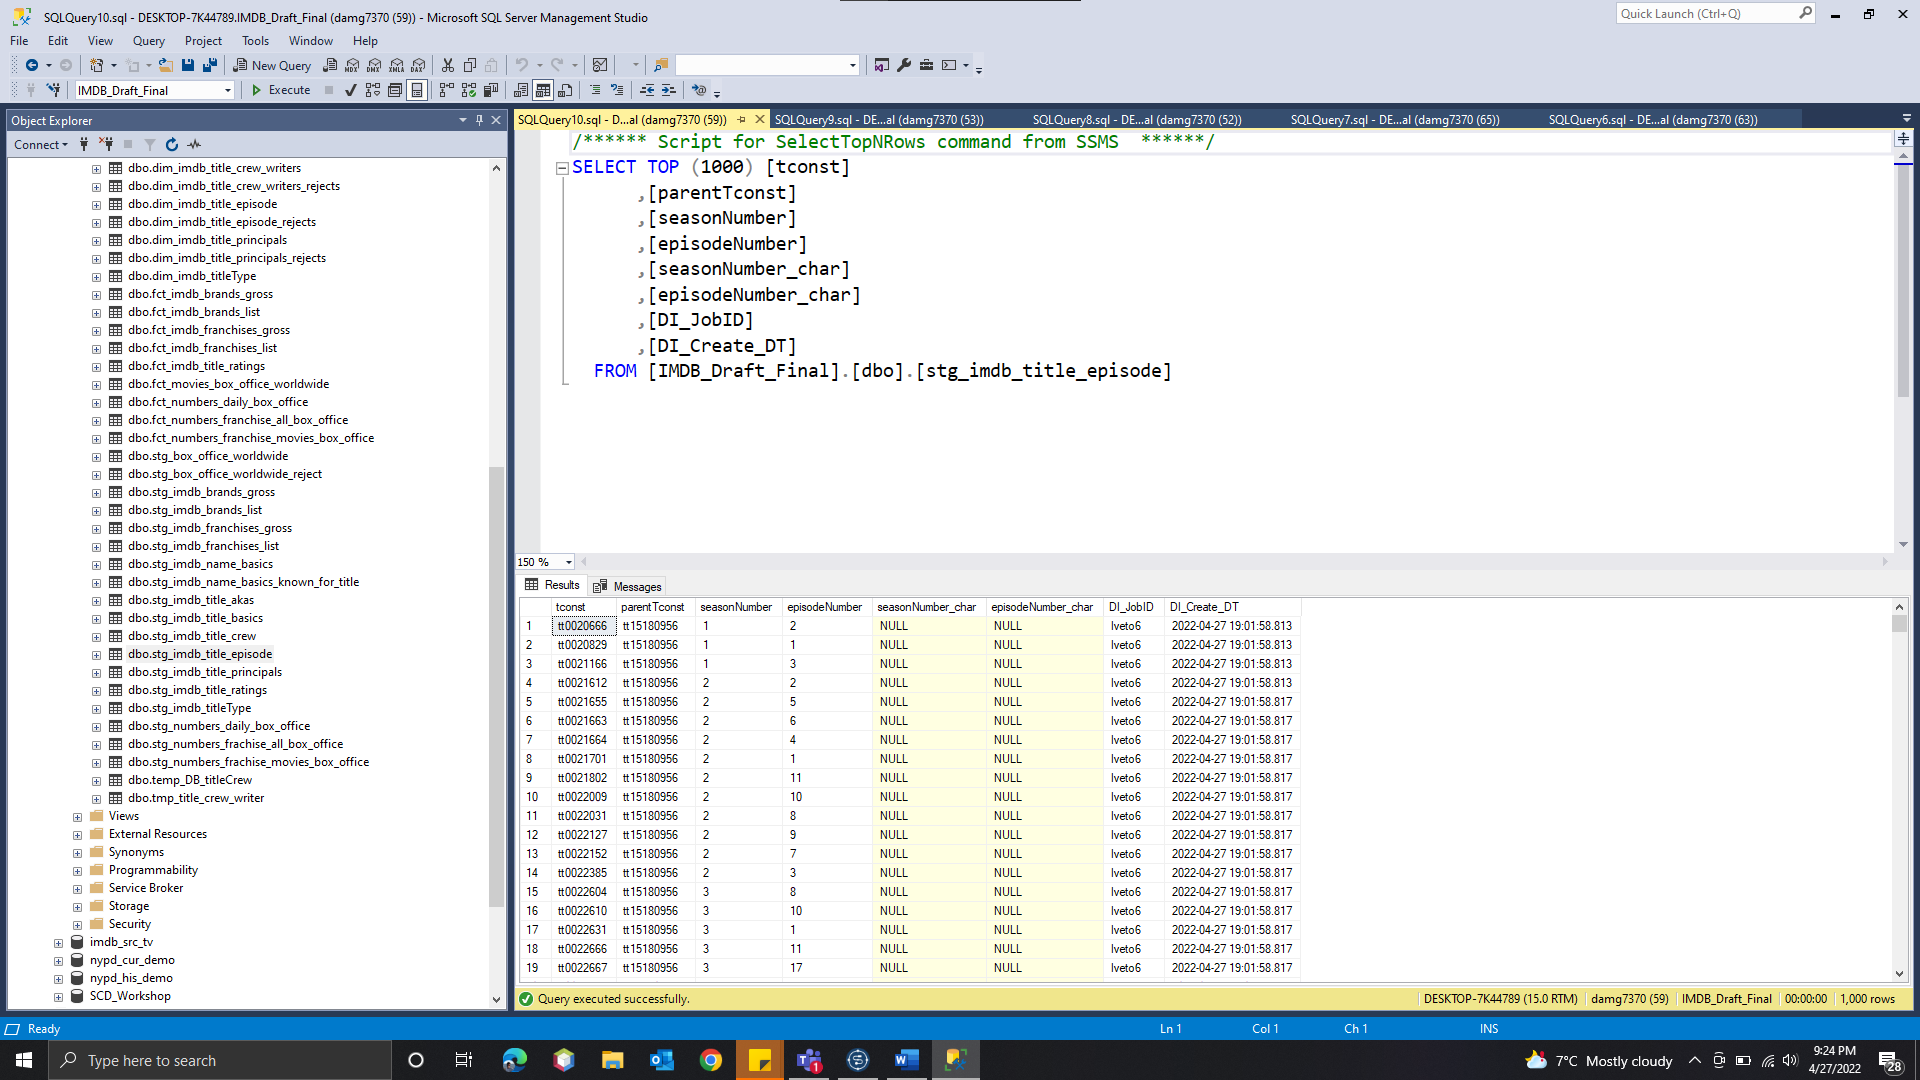 SQLQuery10.sql - DESKTOP-7K44789.IMDB_Draft_Final (damg7370 (59)) - Microsoft SQL Server Management Studio
Quick Launch (Ctrl+Q)
File Edit View Query Project Tools Window Help
New Query MDX DMX XMLA DAX
IMDB_Draft_Final Execute
Object Explorer
Connect
dbo.dim_imdb_title_crew_writers
dbo.dim_imdb_title_crew_writers_rejects
dbo.dim_imdb_title_episode
dbo.dim_imdb_title_episode_rejects
dbo.dim_imdb_title_principals
dbo.dim_imdb_title_principals_rejects
dbo.dim_imdb_titleType
dbo.fct_imdb_brands_gross
dbo.fct_imdb_brands_list
dbo.fct_imdb_franchises_gross
dbo.fct_imdb_franchises_list
dbo.fct_imdb_title_ratings
dbo.fct_movies_box_office_worldwide
dbo.fct_numbers_daily_box_office
dbo.fct_numbers_franchise_all_box_office
dbo.fct_numbers_franchise_movies_box_office
dbo.stg_box_office_worldwide
dbo.stg_box_office_worldwide_reject
dbo.stg_imdb_brands_gross
dbo.stg_imdb_brands_list
dbo.stg_imdb_franchises_gross
dbo.stg_imdb_franchises_list
dbo.stg_imdb_name_basics
dbo.stg_imdb_name_basics_known_for_title
dbo.stg_imdb_title_akas
dbo.stg_imdb_title_basics
dbo.stg_imdb_title_crew
dbo.stg_imdb_title_episode
dbo.stg_imdb_title_principals
dbo.stg_imdb_title_ratings
dbo.stg_imdb_titleType
dbo.stg_numbers_daily_box_office
dbo.stg_numbers_frachise_all_box_office
dbo.stg_numbers_frachise_movies_box_office
dbo.temp_DB_titleCrew
dbo.tmp_title_crew_writer
Views
External Resources
Synonyms
Programmability
Service Broker
Storage
Security
imdb_src_tv
nypd_cur_demo
nypd_his_demo
SCD_Workshop
SQLQuery10.sql - D...al (damg7370 (59)) SQLQuery9.sql - DE...al (damg7370 (53)) SQLQuery8.sql - DE...al (damg7370 (52)) SQLQuery7.sql - DE...al (damg7370 (65)) SQLQuery6.sql - DE...al (damg7370 (63))
/****** Script for SelectTopNRows command from SSMS ******/
SELECT TOP (1000) [tconst]
,[parentTconst]
,[seasonNumber]
,[episodeNumber]
,[seasonNumber_char]
,[episodeNumber_char]
,[DI_JobID]
,[DI_Create_DT]
FROM [IMDB_Draft_Final].[dbo].[stg_imdb_title_episode]
150 %
Results Messages
tconst parentTconst seasonNumber episodeNumber seasonNumber_char episodeNumber_char DI_JobID DI_Create_DT
1 tt0020666 tt15180956 1 2 NULL NULL lveto6 2022-04-27 19:01:58.813
2 tt0020829 tt15180956 1 1 NULL NULL lveto6 2022-04-27 19:01:58.813
3 tt0021166 tt15180956 1 3 NULL NULL lveto6 2022-04-27 19:01:58.813
4 tt0021612 tt15180956 2 2 NULL NULL lveto6 2022-04-27 19:01:58.813
5 tt0021655 tt15180956 2 5 NULL NULL lveto6 2022-04-27 19:01:58.817
6 tt0021663 tt15180956 2 6 NULL NULL lveto6 2022-04-27 19:01:58.817
7 tt0021664 tt15180956 2 4 NULL NULL lveto6 2022-04-27 19:01:58.817
8 tt0021701 tt15180956 2 1 NULL NULL lveto6 2022-04-27 19:01:58.817
9 tt0021802 tt15180956 2 11 NULL NULL lveto6 2022-04-27 19:01:58.817
10 tt0022009 tt15180956 2 10 NULL NULL lveto6 2022-04-27 19:01:58.817
11 tt0022031 tt15180956 2 8 NULL NULL lveto6 2022-04-27 19:01:58.817
12 tt0022127 tt15180956 2 9 NULL NULL lveto6 2022-04-27 19:01:58.817
13 tt0022152 tt15180956 2 7 NULL NULL lveto6 2022-04-27 19:01:58.817
14 tt0022385 tt15180956 2 3 NULL NULL lveto6 2022-04-27 19:01:58.817
15 tt0022604 tt15180956 3 8 NULL NULL lveto6 2022-04-27 19:01:58.817
16 tt0022610 tt15180956 3 10 NULL NULL lveto6 2022-04-27 19:01:58.817
17 tt0022631 tt15180956 3 1 NULL NULL lveto6 2022-04-27 19:01:58.817
18 tt0022666 tt15180956 3 11 NULL NULL lveto6 2022-04-27 19:01:58.817
19 tt0022667 tt15180956 3 17 NULL NULL lveto6 2022-04-27 19:01:58.817
Query executed successfully. DESKTOP-7K44789 (15.0 RTM) damg7370 (59) IMDB_Draft_Final 00:00:00 1,000 rows
Ready Ln 1 Col 1 Ch 1 INS
Type here to search
1
7°C Mostly cloudy
9:24 PM
4/27/2022
28